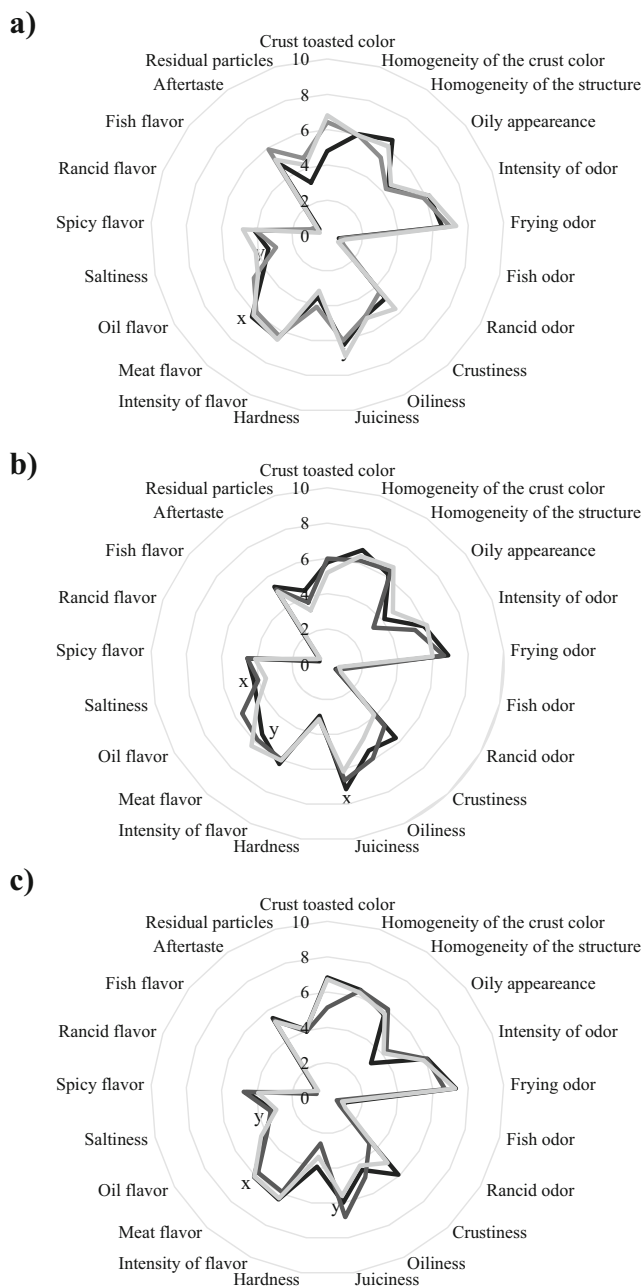 a)
Crust toasted color
10
Residual particles
Homogeneity of the crust color
Aftertaste
Homogeneity of the structure
8
Fish flavor
Oily appeareance
6
Rancid flavor
4
Intensity of odor
2
Spicy flavor
0
Frying odor
y
Saltiness
Fish odor
Oil flavor
x
Rancid odor
Meat flavor
y
Crustiness
Intensity of flavor
Oiliness
Hardness
Juiciness
b)
Crust toasted color
10
Residual particles
Homogeneity of the crust color
Aftertaste
Homogeneity of the structure
8
Fish flavor
Oily appeareance
6
Rancid flavor
4
Intensity of odor
2
Spicy flavor
0
Frying odor
x
Saltiness
Fish odor
y
Oil flavor
Rancid odor
Meat flavor
x
Crustiness
Intensity of flavor
Oiliness
Hardness
Juiciness
c)
Crust toasted color
10
Residual particles
Homogeneity of the crust color
Aftertaste
Homogeneity of the structure
8
Fish flavor
Oily appeareance
6
Rancid flavor
4
Intensity of odor
2
Spicy flavor
0
Frying odor
y
Saltiness
Fish odor
Oil flavor
x
Rancid odor
Meat flavor
y
Crustiness
Intensity of flavor
Oiliness
Hardness
Juiciness